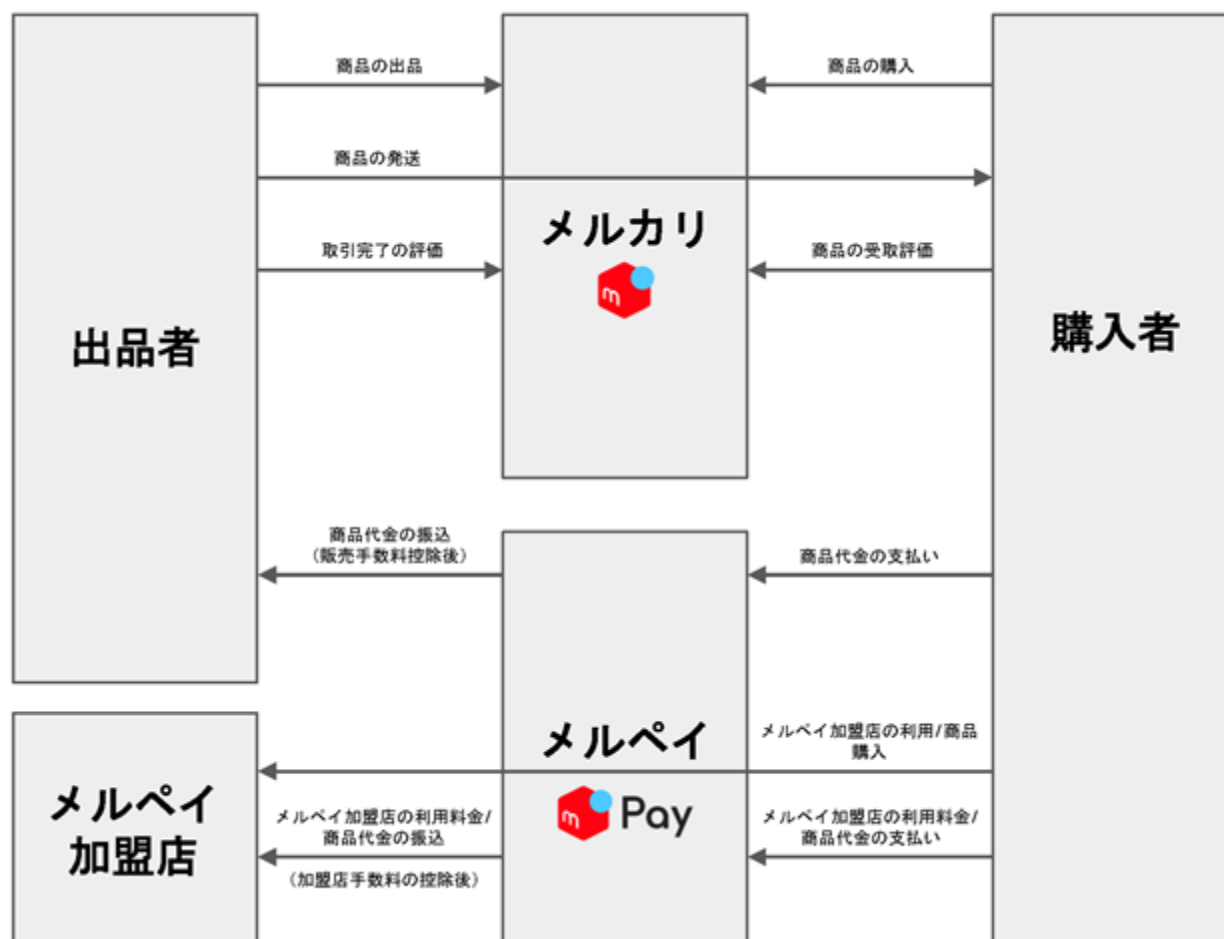 商品の出品
商品の購入
商品の発送
メルカリ
m
取引完了の評価
商品の受取評価
出品者
購入者
商品代金の振込
（販売手数料控除後）
商品代金の支払い
メルペイ
m Pay
メルペイ加盟店の利用/商品
購入
メルペイ
加盟店
メルペイ加盟店の利用料金/
商品代金の振込
（加盟店手数料の控除後）
メルペイ加盟店の利用料金/
商品代金の支払い